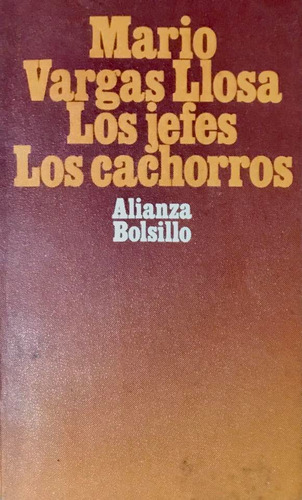 Mario
Vargas Llosa
Los jefes
Los cachorros
Alianza
Bolsillo